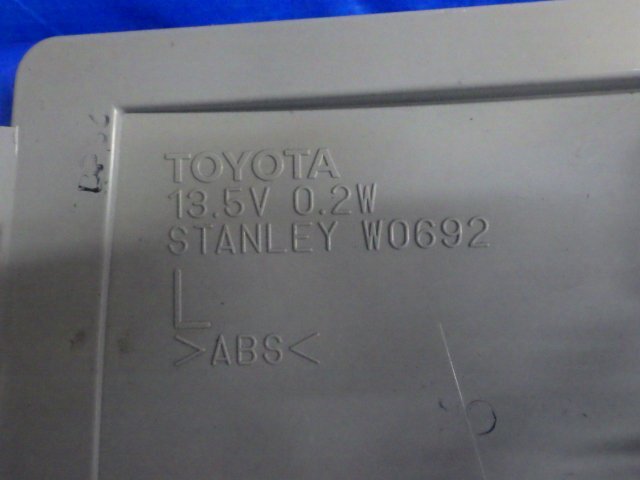 TOYOTA
13.5V 0.2W
STANLEY W0692
L
>ABS<